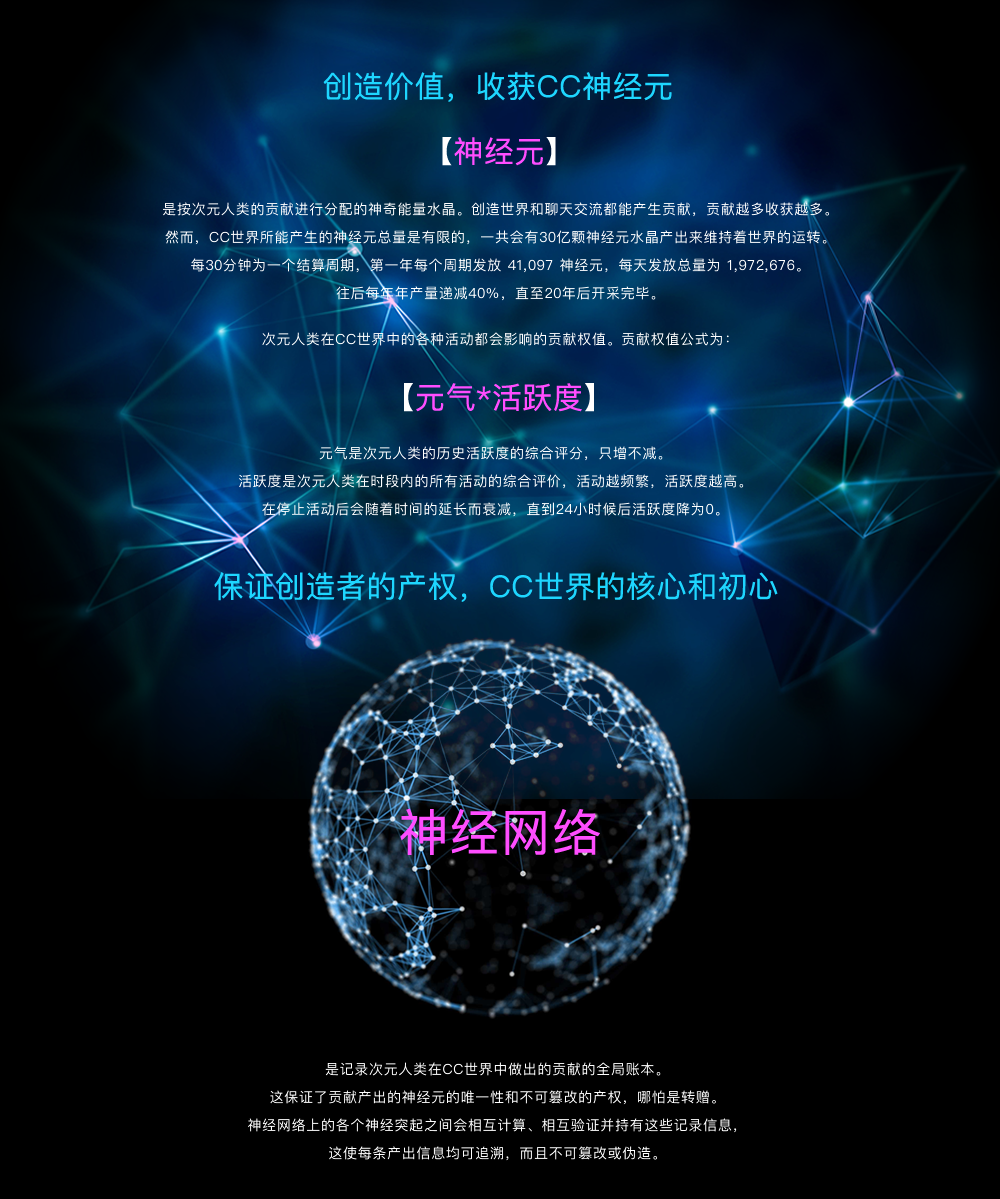 创造价值，收获CC神经元
【神经元】
是按次元人类的贡献进行分配的神奇能量水晶。创造世界和聊天交流都能产生贡献，贡献越多收获越多。
然而，CC世界所能产生的神经元总量是有限的，一共会有30亿颗神经元水晶产出来维持着世界的运转。
每30分钟为一个结算周期，第一年每个周期发放 41,097 神经元，每天发放总量为 1,972,676。
往后每年年产量递减40%，直至20年后开采完毕。
次元人类在CC世界中的各种活动都会影响的贡献权值。贡献权值公式为：
【元气*活跃度】
元气是次元人类的历史活跃度的综合评分，只增不减。
活跃度是次元人类在时段内的所有活动的综合评价，活动越频繁，活跃度越高。
在停止活动后会随着时间的延长而衰减，直到24小时候后活跃度降为0。
保证创造者的产权，CC世界的核心和初心
神经网络
是记录次元人类在CC世界中做出的贡献的全局账本。
这保证了贡献产出的神经元的唯一性和不可篡改的产权，哪怕是转赠。
神经网络上的各个神经突起之间会相互计算、相互验证并持有这些记录信息，
这使每条产出信息均可追溯，而且不可篡改或伪造。